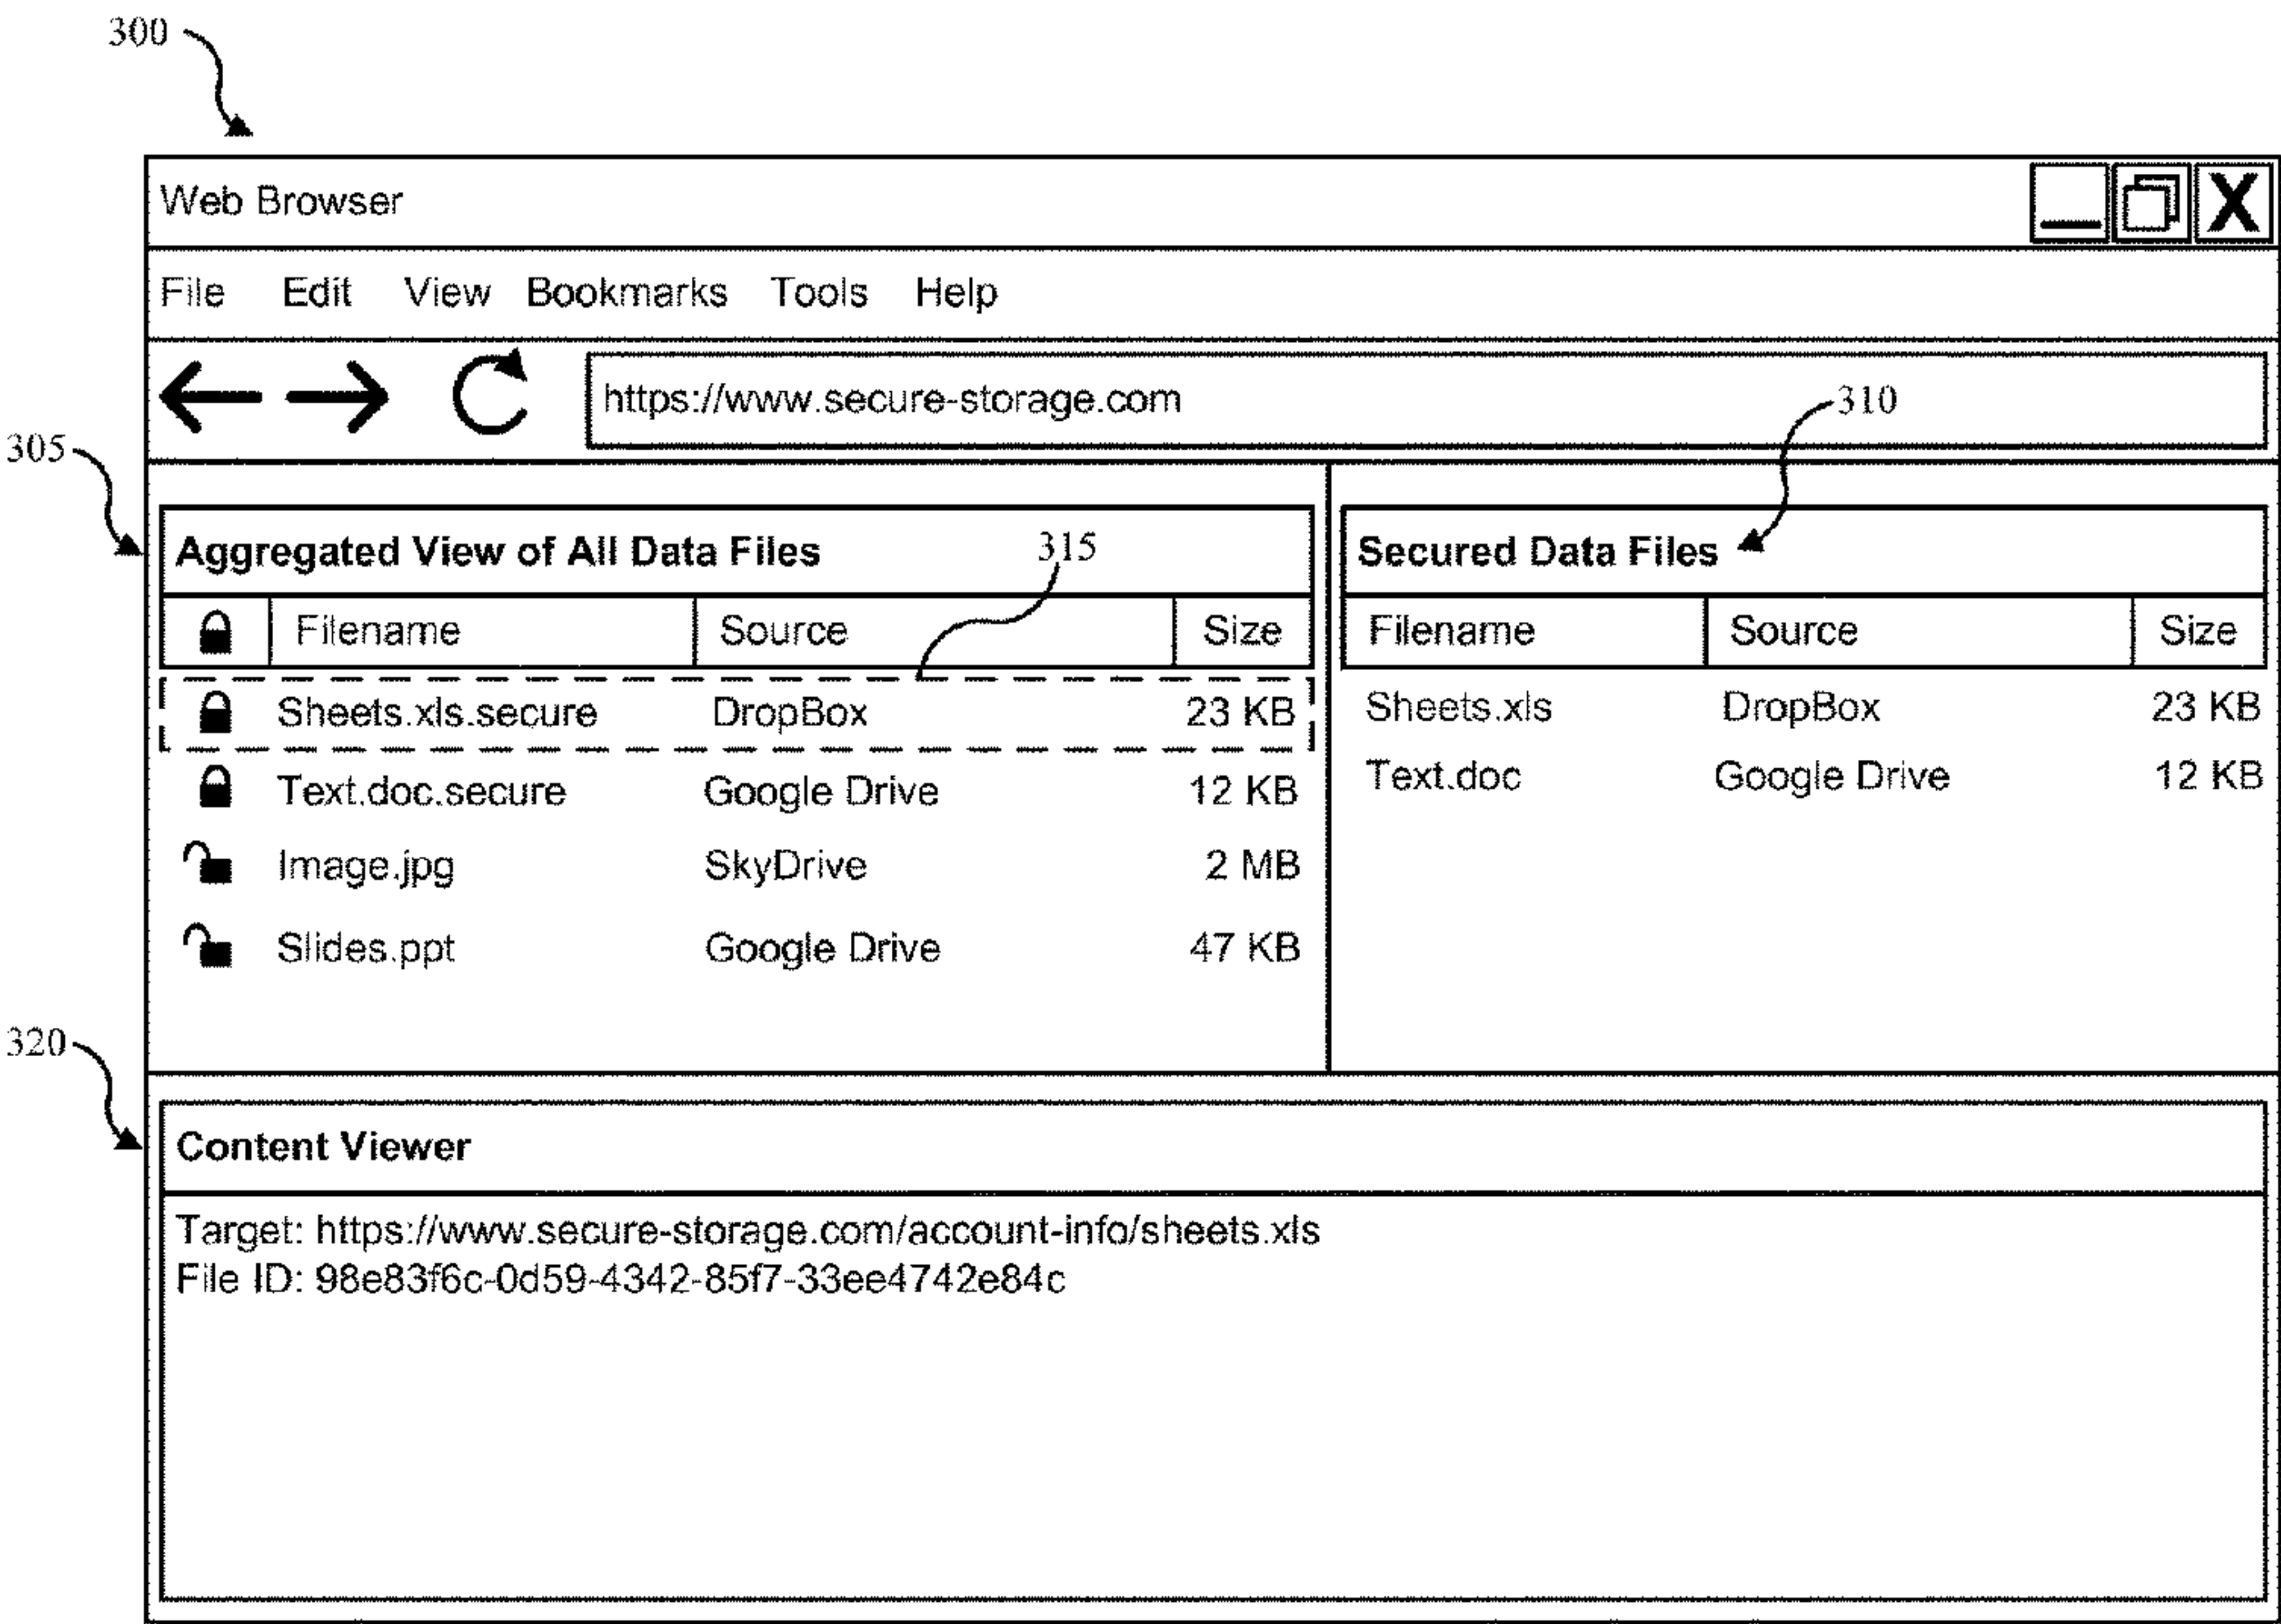 300
Web Browser
File Edit View Bookmarks Tools Help
https://www.secure-storage.com
310
305
Aggregated View of All Data Files
315
Filename Source Size
Sheets.xls.secure DropBox 23 KB
Text.doc.secure Google Drive 12 KB
Image.jpg SkyDrive 2 MB
Slides.ppt Google Drive 47 KB
Secured Data Files
Filename Source Size
Sheets.xls DropBox 23 KB
Text.doc Google Drive 12 KB
320
Content Viewer
Target: https://www.secure-storage.com/account-info/sheets.xls
File ID: 98e83f6c-0d59-4342-85f7-33ee4742e84c